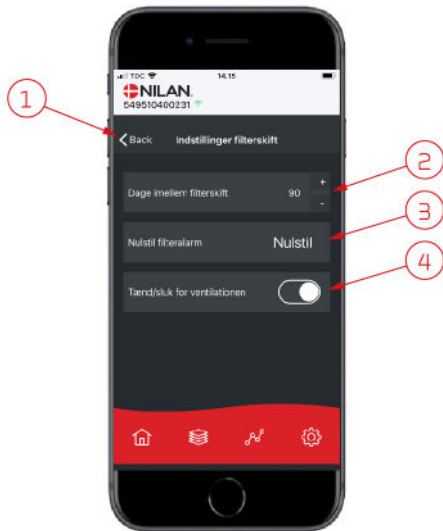 TDC 14.15
NILAN.
549510400231
Back Indstillinger filterskift
Dage imellem filterskift 90 + -
Nulstil filteralarm Nulstil
Tænd/sluk for ventilationen
1
2
3
4